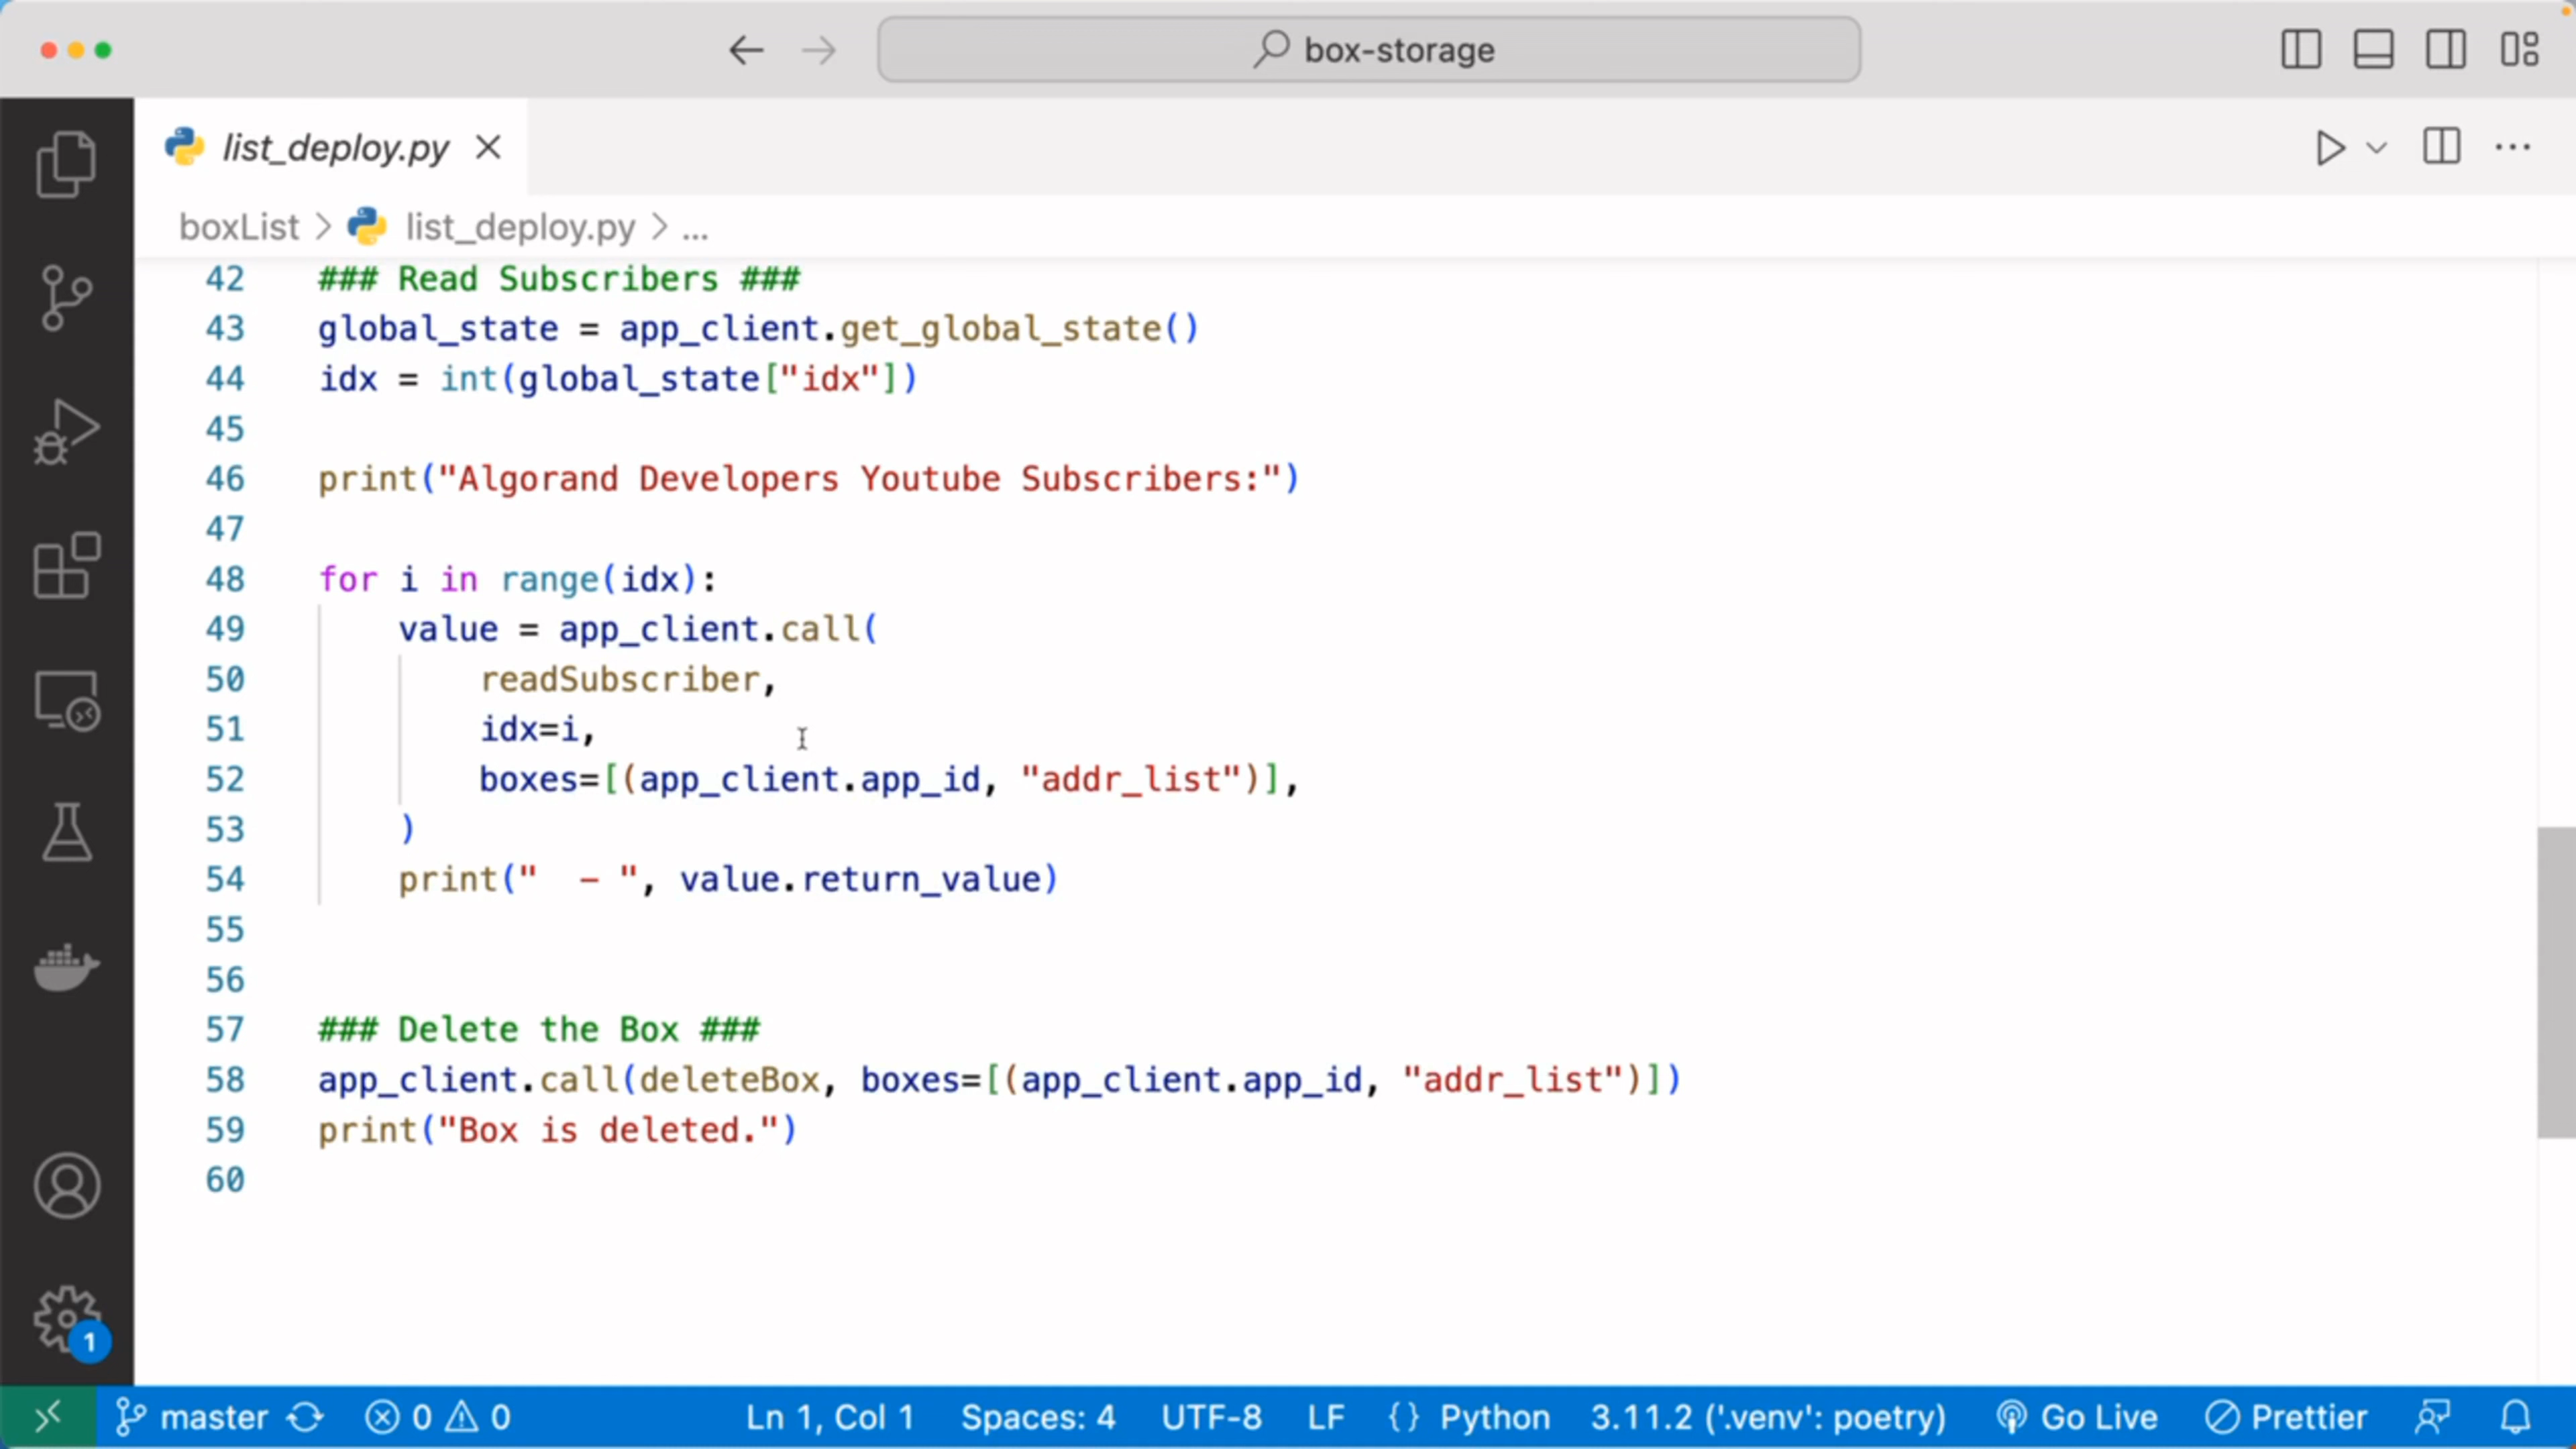 box-storage
list_deploy.py
boxList > list_deploy.py > ...
42 ### Read Subscribers ###
43 global_state = app_client.get_global_state()
44 idx = int(global_state["idx"])
45
46 print("Algorand Developers Youtube Subscribers:")
47
48 for i in range(idx):
49     value = app_client.call(
50         readSubscriber,
51         idx=i,
52         boxes=[(app_client.app_id, "addr_list")],
53     )
54     print("  - ", value.return_value)
55
56
57 ### Delete the Box ###
58 app_client.call(deleteBox, boxes=[(app_client.app_id, "addr_list")])
59 print("Box is deleted.")
60
1
master 0 0 Ln 1, Col 1 Spaces: 4 UTF-8 LF {} Python 3.11.2 ('.venv': poetry) Go Live Prettier